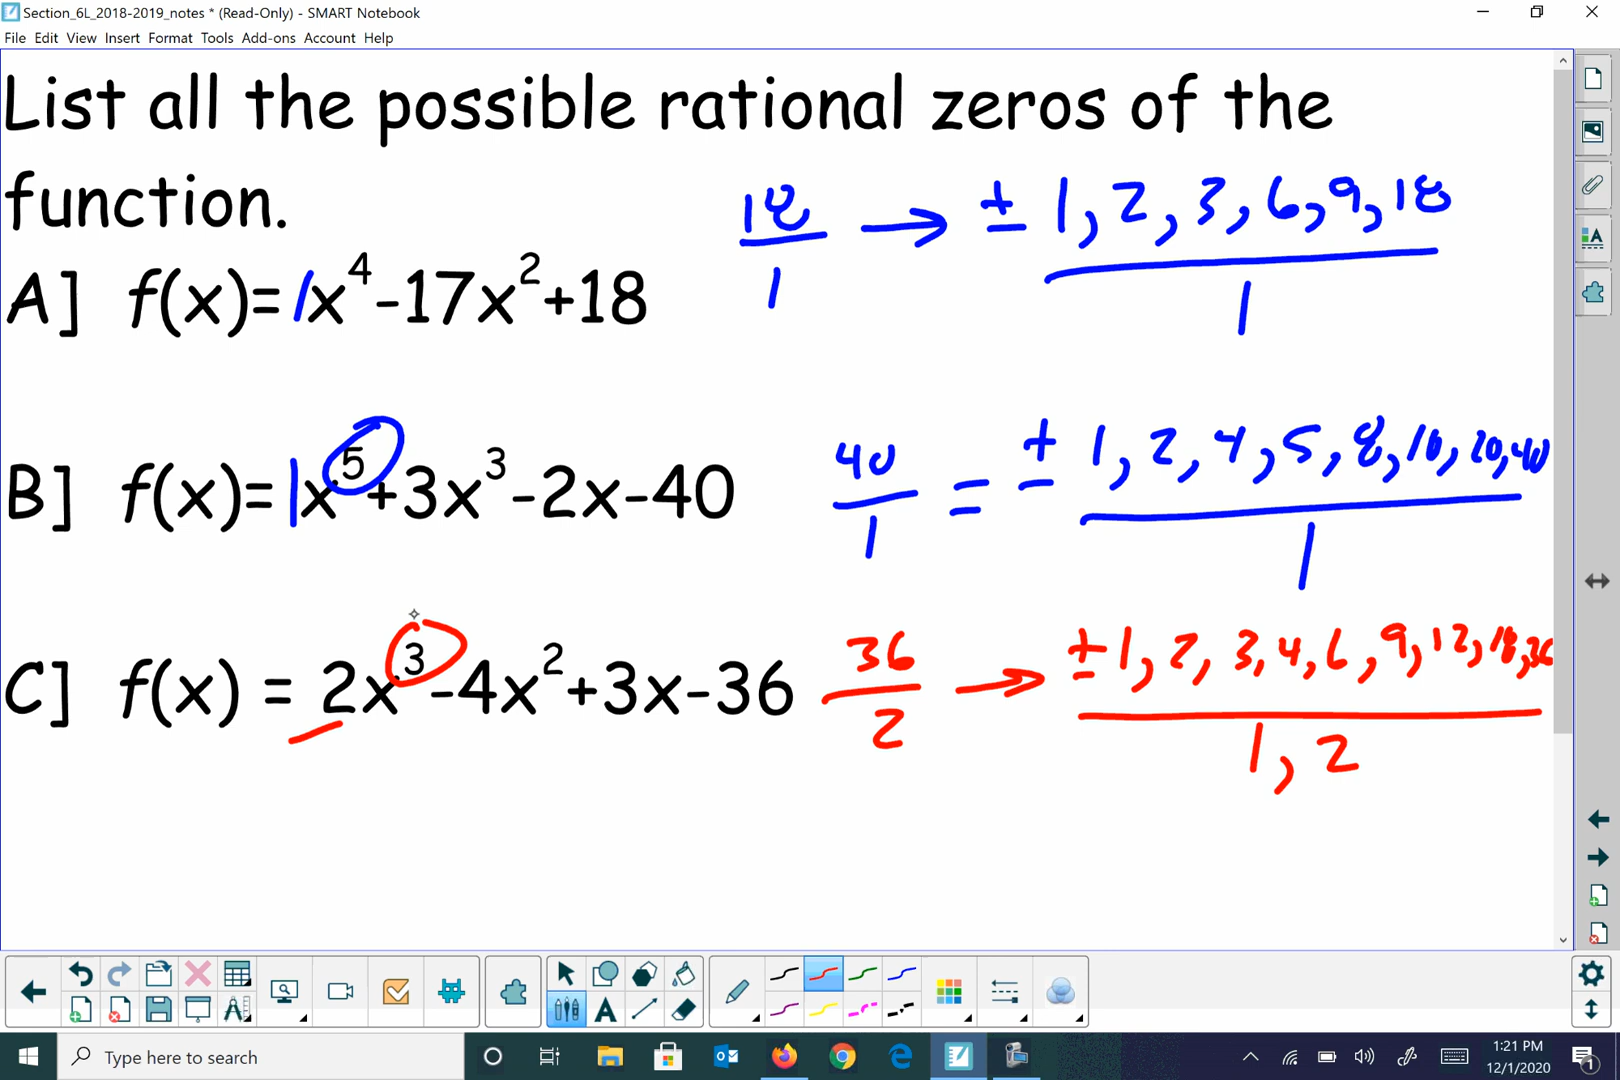 Section_6L_2018-2019_notes * (Read-Only) - SMART Notebook
File Edit View Insert Format Tools Add-ons Account Help
List all the possible rational zeros of the
function.
18/1 → ± 1, 2, 3, 6, 9, 18 / 1
A] f(x)= 1x⁴-17x²+18
B] f(x)= 1x⁵+3x³-2x-40
40/1 = ± 1, 2, 4, 5, 8, 10, 20, 40 / 1
C] f(x) = 2x³-4x²+3x-36
36/2 → ± 1, 2, 3, 4, 6, 9, 12, 18, 36 / 1, 2
Type here to search
1:21 PM
12/1/2020